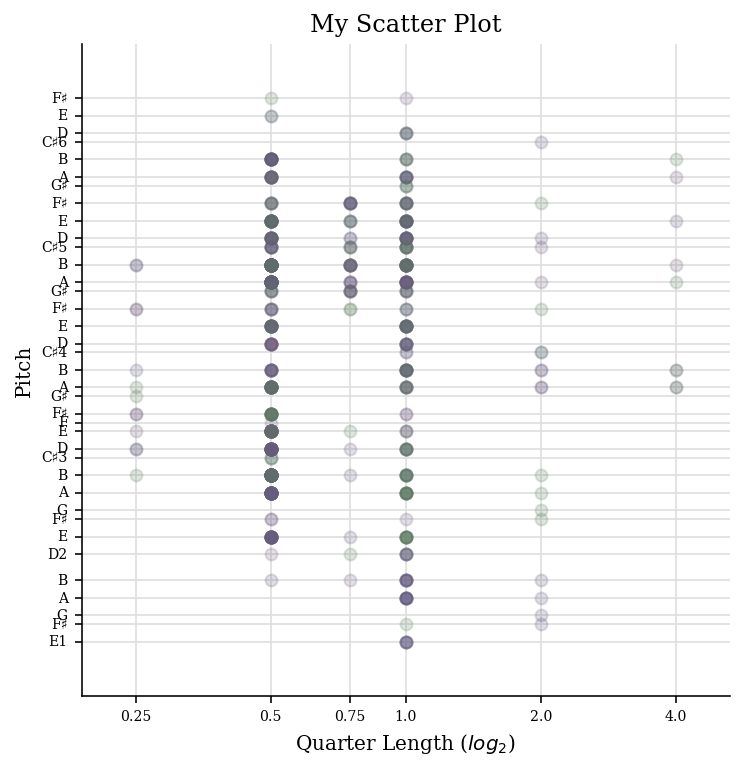 My Scatter Plot
F♯
E
D
C♯6
B
A
G♯
F♯
E
D
C♯5
B
A
G♯
F♯
E
D
C♯4
B
A
G♯
F♯
F
E
D
C♯3
B
A
G
F♯
E
D2
B
A
G
F♯
E1
Pitch
0.25 0.5 0.75 1.0 2.0 4.0
Quarter Length (log₂)